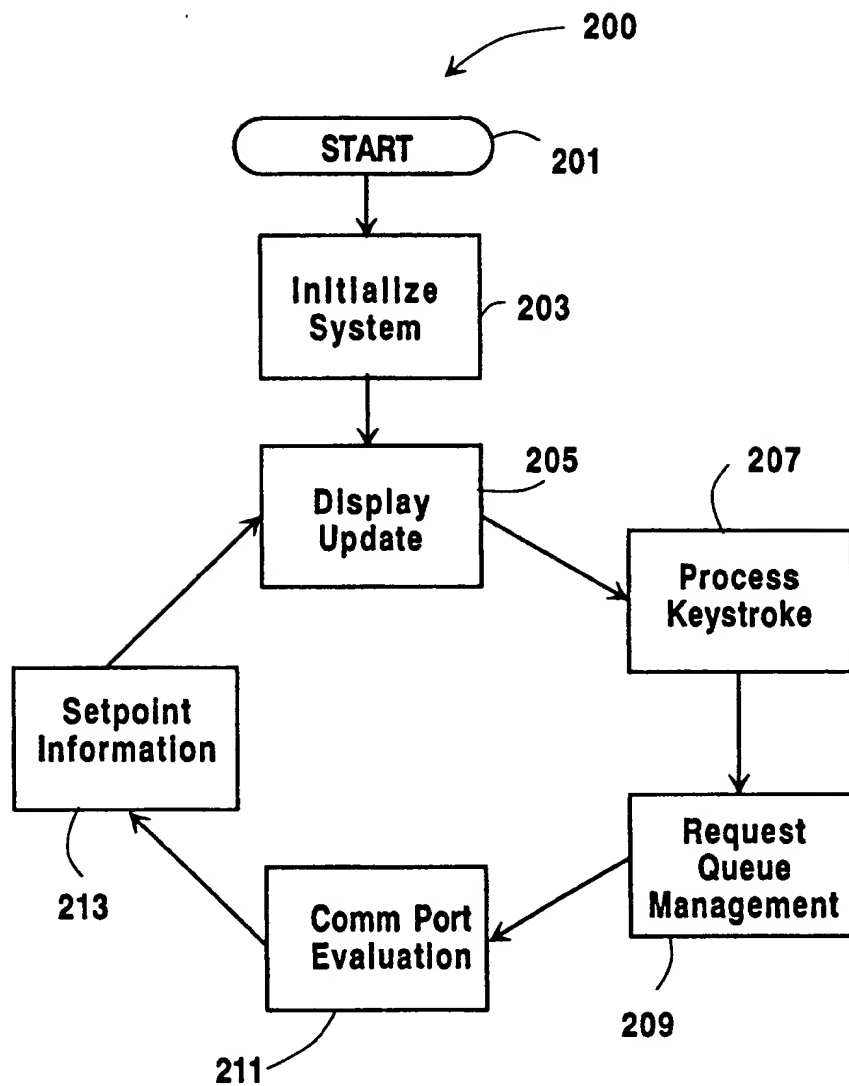 200
START
201
Initialize
System
203
205
Display
Update
207
Process
Keystroke
Setpoint
Information
213
Request
Queue
Management
209
Comm Port
Evaluation
211